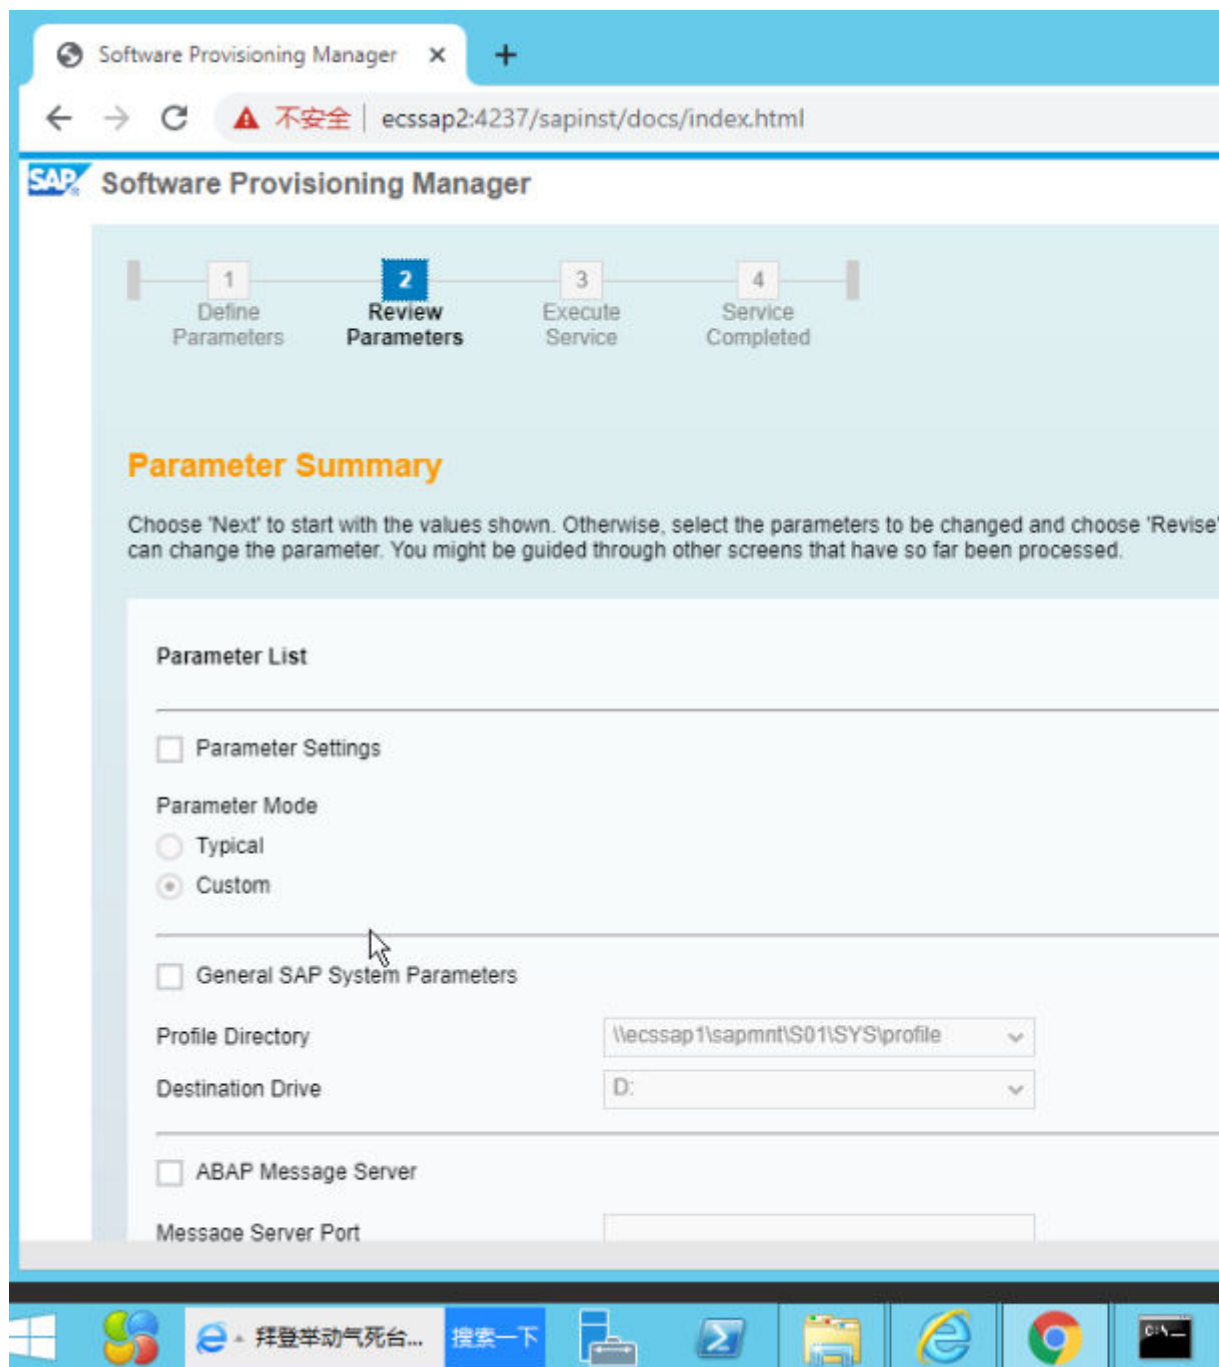 Software Provisioning Manager
不安全 | ecssap2:4237/sapinst/docs/index.html
SAP Software Provisioning Manager
1 2 3 4
Define Parameters
Review Parameters
Execute Service
Service Completed
Parameter Summary
Choose 'Next' to start with the values shown. Otherwise, select the parameters to be changed and choose 'Revise'
can change the parameter. You might be guided through other screens that have so far been processed.
Parameter List
Parameter Settings
Parameter Mode
Typical
Custom
General SAP System Parameters
Profile Directory \\ecssap1\sapmnt\S01\SYS\profile
Destination Drive D:
ABAP Message Server
Message Server Port
拜登举动气死台... 搜索一下
C:\